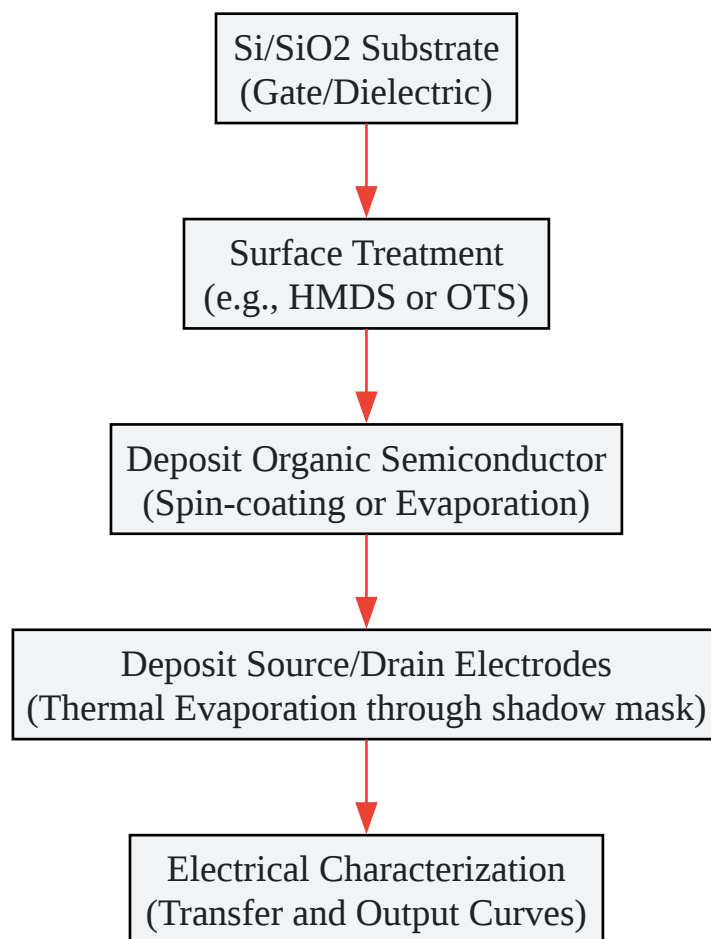 Si/SiO2 Substrate
(Gate/Dielectric)
Surface Treatment
(e.g., HMDS or OTS)
Deposit Organic Semiconductor
(Spin-coating or Evaporation)
Deposit Source/Drain Electrodes
(Thermal Evaporation through shadow mask)
Electrical Characterization
(Transfer and Output Curves)